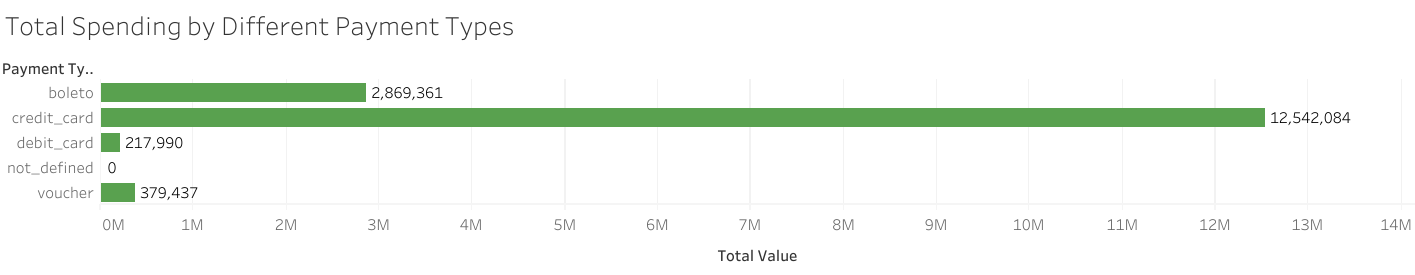 Total Spending by Different Payment Types
Payment Ty..
boleto 2,869,361
credit_card 12,542,084
debit_card 217,990
not_defined 0
voucher 379,437
0M 1M 2M 3M 4M 5M 6M 7M 8M 9M 10M 11M 12M 13M 14M
Total Value